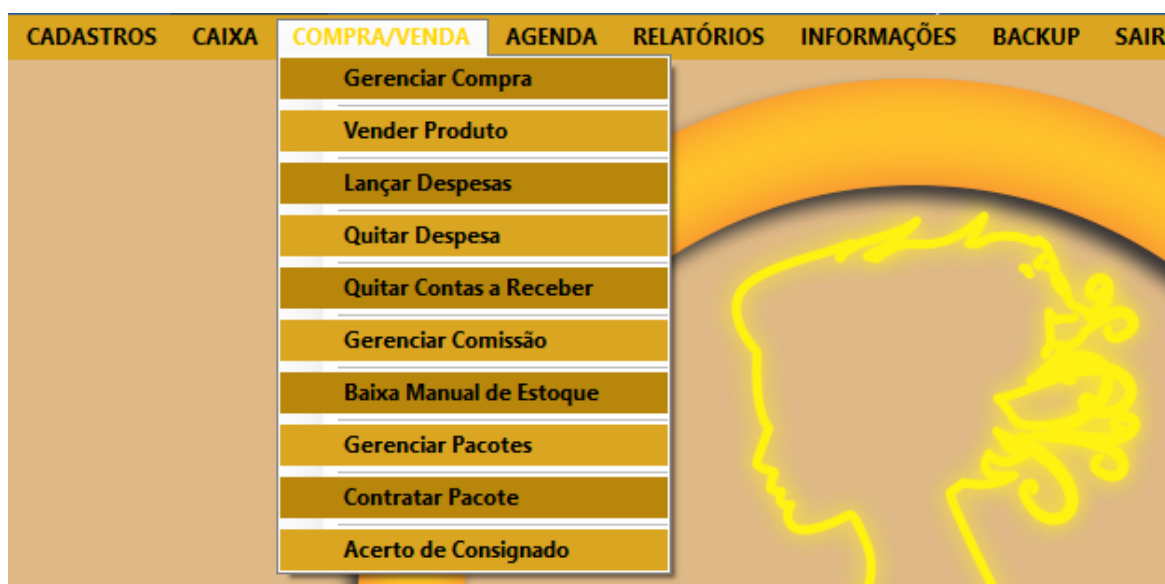 CADASTROS CAIXA COMPRA/VENDA AGENDA RELATÓRIOS INFORMAÇÕES BACKUP SAIR
Gerenciar Compra
Vender Produto
Lançar Despesas
Quitar Despesa
Quitar Contas a Receber
Gerenciar Comissão
Baixa Manual de Estoque
Gerenciar Pacotes
Contratar Pacote
Acerto de Consignado